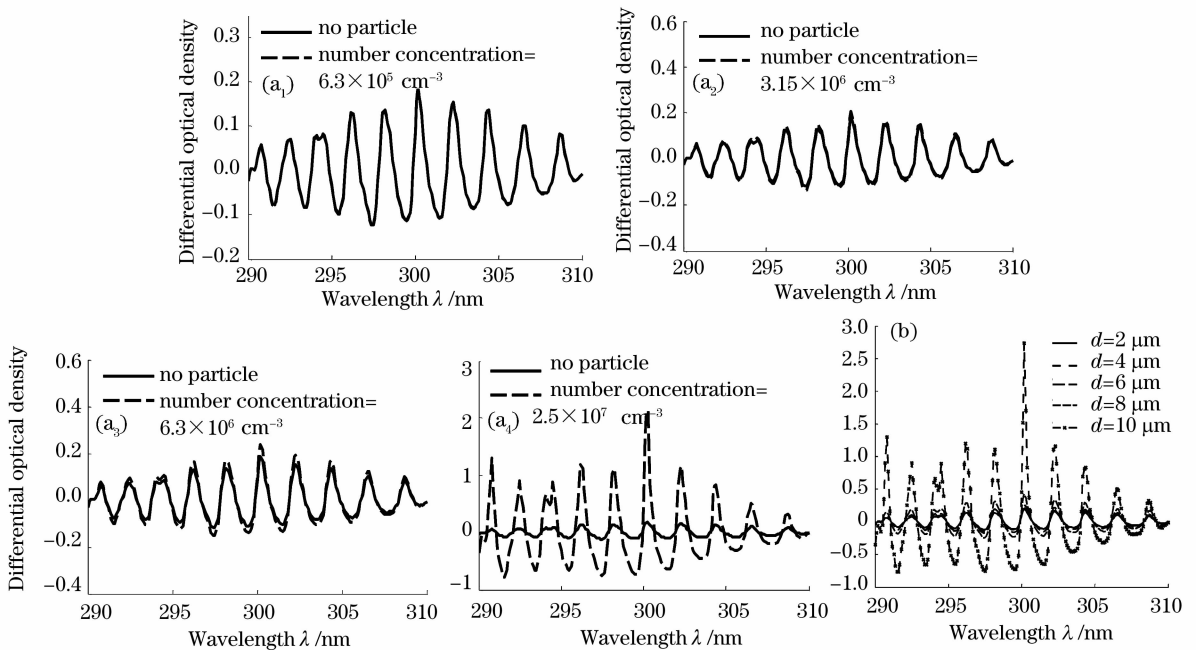 Differential optical density
0.3
0.2
0.1
0.0
−0.1
−0.2
no particle
number concentration=
6.3×10⁵ cm⁻³
(a₁)
290 295 300 305 310
Wavelength λ /nm
Differential optical density
0.6
0.4
0.2
0.0
−0.2
−0.4
no particle
number concentration=
3.15×10⁶ cm⁻³
(a₂)
290 295 300 305 310
Wavelength λ /nm
Differential optical density
0.6
0.4
0.2
0.0
−0.2
−0.4
no particle
number concentration=
6.3×10⁶ cm⁻³
(a₃)
290 295 300 305 310
Wavelength λ /nm
3
2
1
0
−1
no particle
number concentration=
2.5×10⁷ cm⁻³
(a₄)
290 295 300 305 310
Wavelength λ /nm
3.0
2.5
2.0
1.5
1.0
0.5
0
−0.5
−1.0
(b)
d=2 μm
d=4 μm
d=6 μm
d=8 μm
d=10 μm
290 295 300 305 310
Wavelength λ /nm